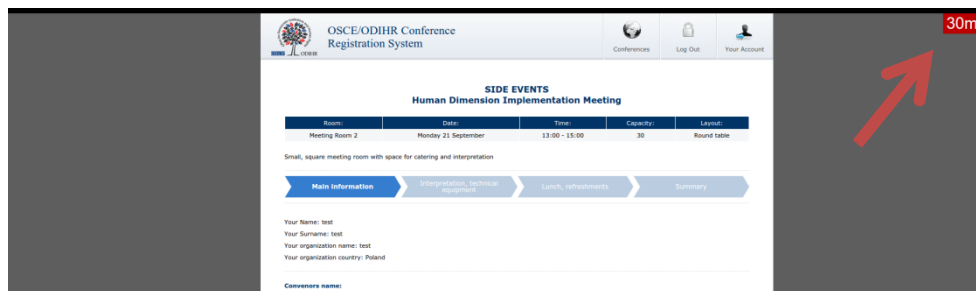 OSCE/ODIHR Conference
Registration System
ODIHR
Conferences
Log Out
Your Account
30m
SIDE EVENTS
Human Dimension Implementation Meeting
Room: Date: Time: Capacity: Layout:
Meeting Room 2 Monday 21 September 13:00 - 15:00 30 Round table
Small, square meeting room with space for catering and interpretation
Main information
Interpretation, technical
equipment
Lunch, refreshments
Summary
Your Name: test
Your Surname: test
Your organization name: test
Your organization country: Poland
Convenors name: